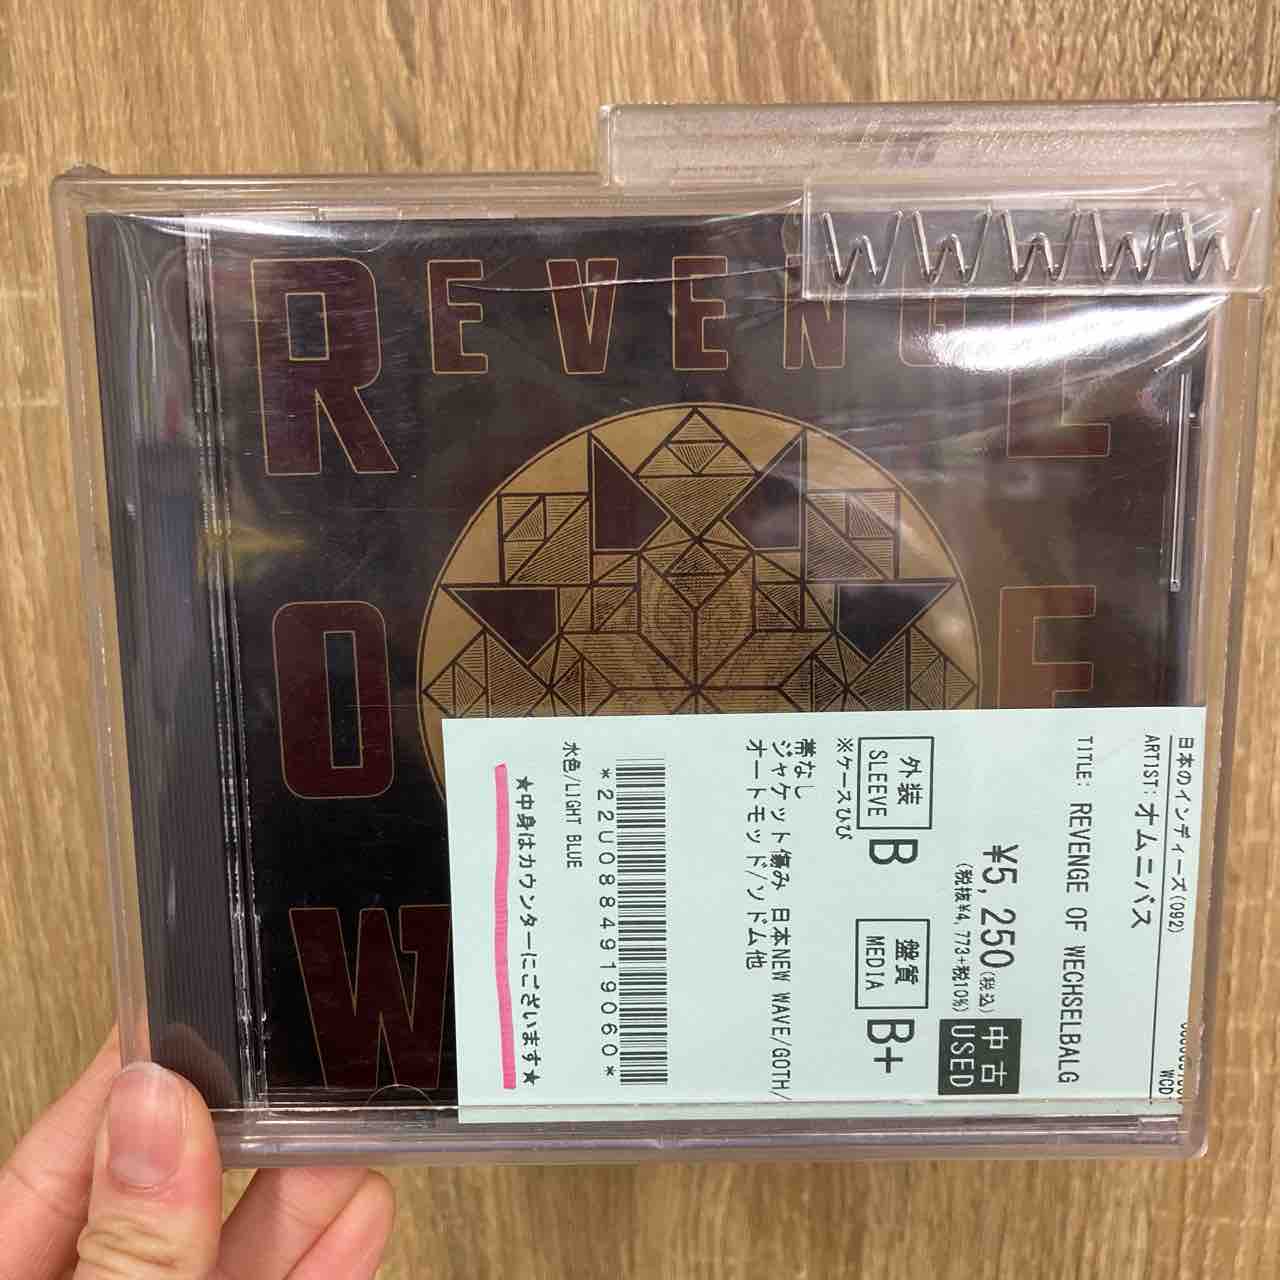 REVENGE
O
F
W
日本のインディーズ(092)
ARTIST: オムニバス
TITLE: REVENGE OF WECHSELBALG
¥5,250(税込)
(税抜¥4,773+税10%)
中古
USED
外装
SLEEVE
B
盤質
MEDIA
B+
※ケースひび
帯なし
ジャケット傷み 日本NEW WAVE/GOTH/
オートモッド/ソドム他
*22U088491 9060*
水色/LIGHT BLUE
★中身はカウンターにございます★